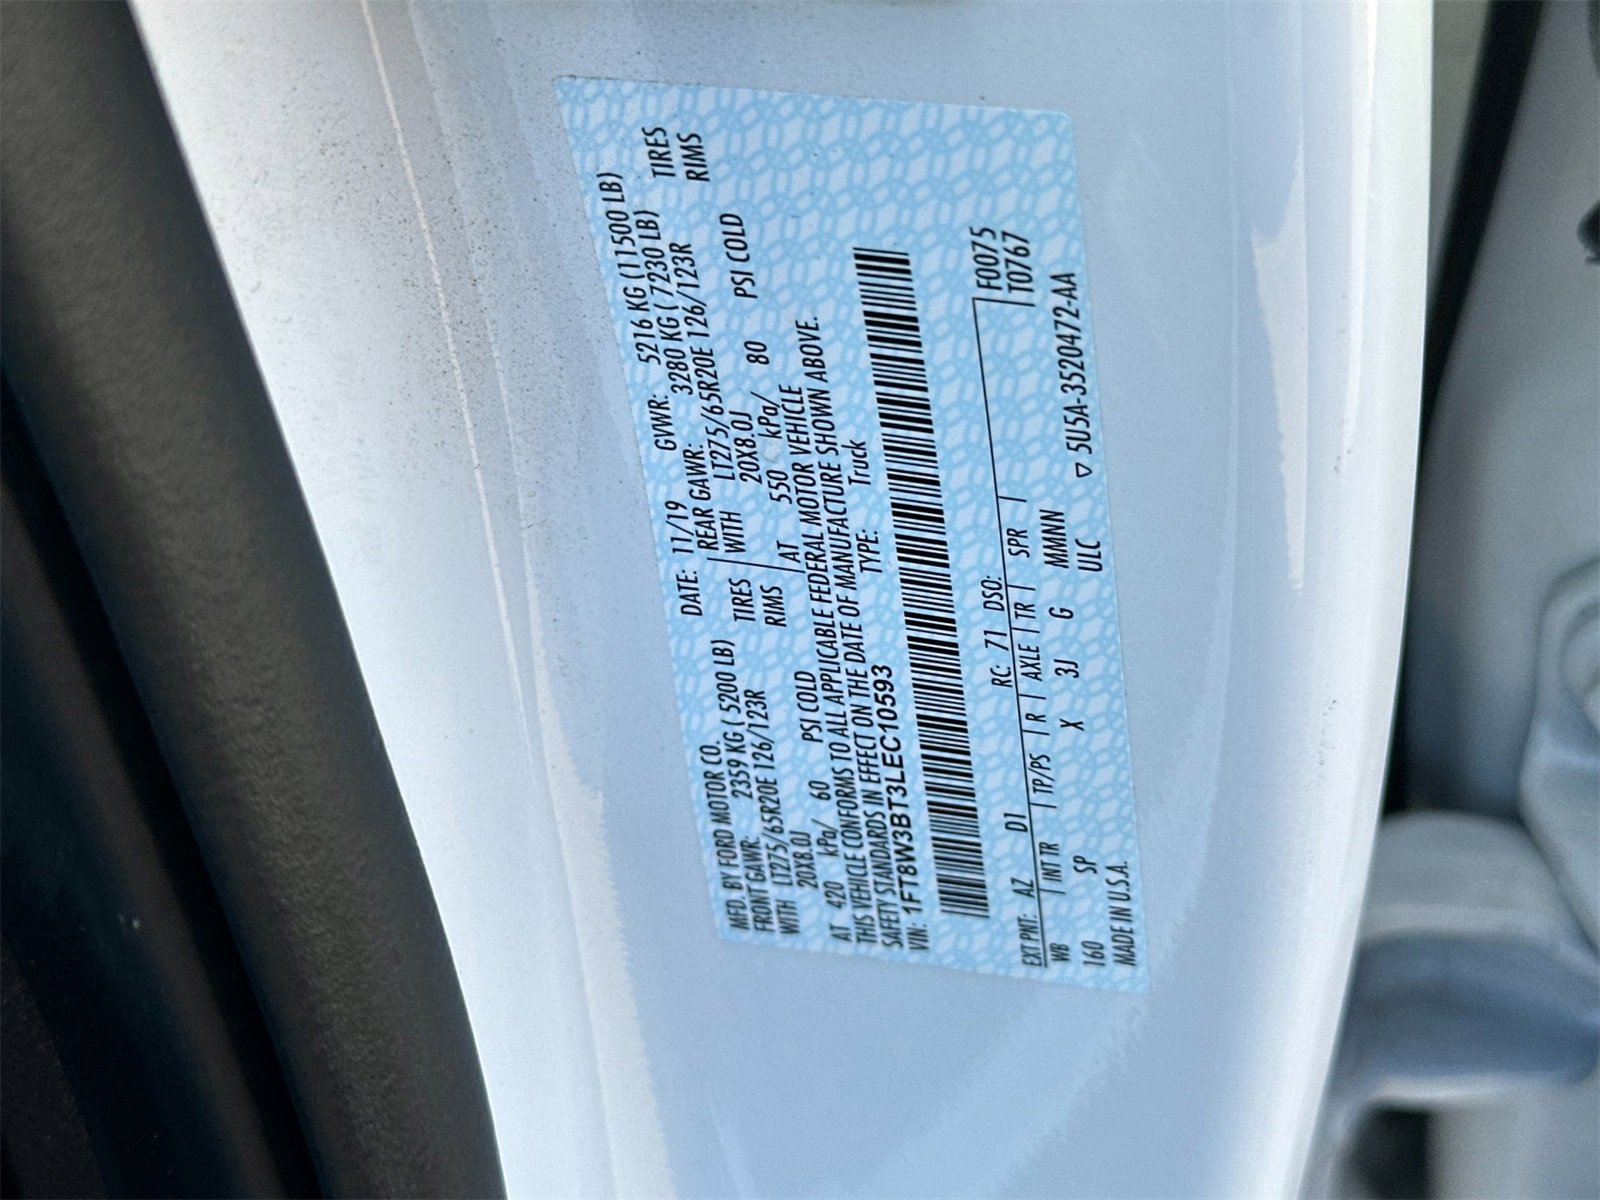 MFD. BY FORD MOTOR CO.
DATE: 11/19 GVWR: 5216 KG (11500 LB)
FRONT GAWR: 2359 KG ( 5200 LB) REAR GAWR: 3280 KG ( 7230 LB)
WITH LT275/65R20E 126/123R TIRES WITH LT275/65R20E 126/123R TIRES
20X8.0J RIMS 20X8.0J RIMS
AT 420 kPa/ 60 PSI COLD AT 550 kPa/ 80 PSI COLD
THIS VEHICLE CONFORMS TO ALL APPLICABLE FEDERAL MOTOR VEHICLE
SAFETY STANDARDS IN EFFECT ON THE DATE OF MANUFACTURE SHOWN ABOVE.
VIN: 1FT8W3BT3LEC10593 TYPE: Truck
F0075
T0767
EXT PNT: AZ D1 RC: 71 DSO:
WB INT TR TP/PS R AXLE TR SPR
160 SP X 3J G MMNN
ULC
MADE IN U.S.A. ▽ 5U5A-3520472-AA